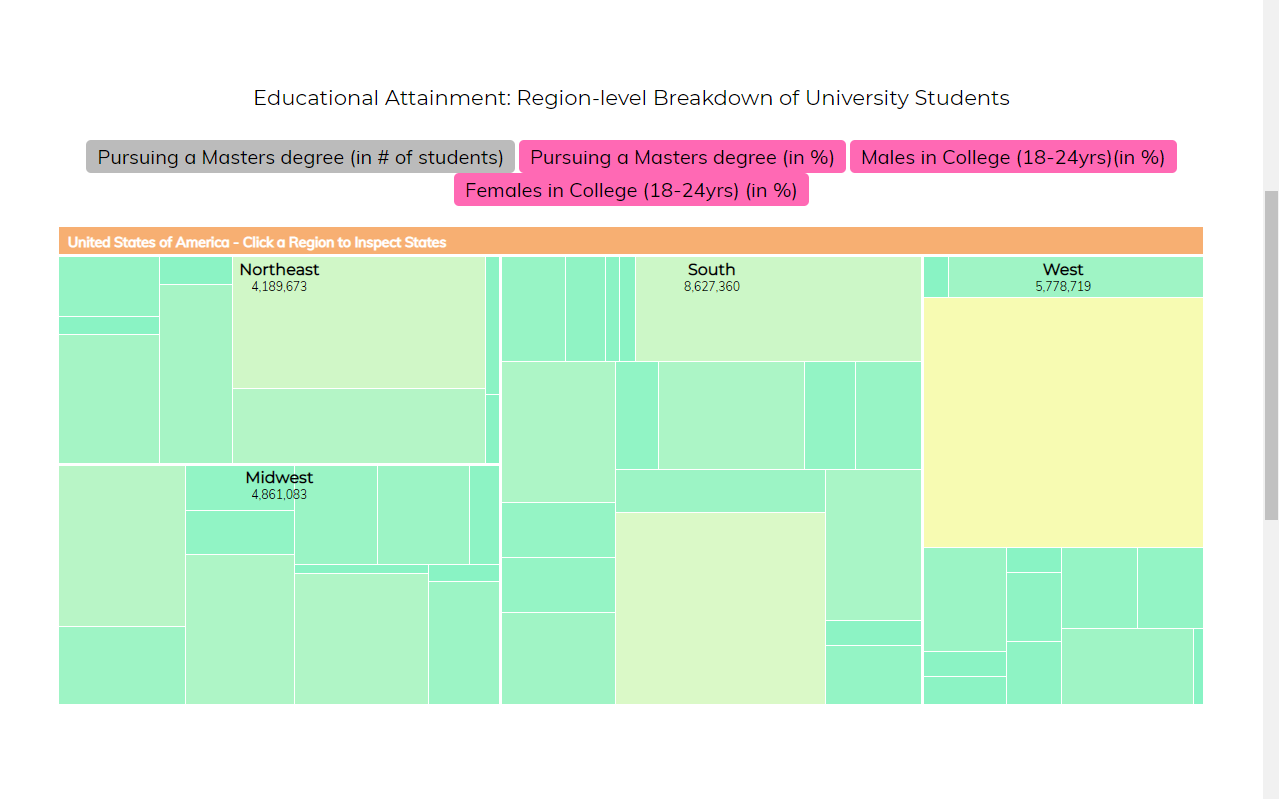 Educational Attainment: Region-level Breakdown of University Students
Pursuing a Masters degree (in # of students) Pursuing a Masters degree (in %) Males in College (18-24yrs)(in %)
Females in College (18-24yrs) (in %)
United States of America - Click a Region to Inspect States
Northeast
4,189,673
South
8,627,360
West
5,778,719
Midwest
4,861,083